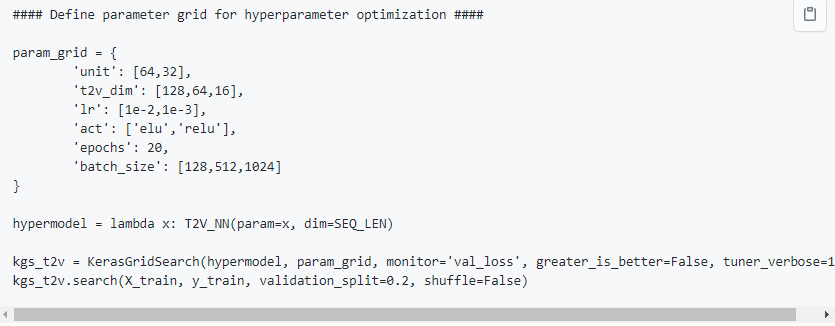 #### Define parameter grid for hyperparameter optimization ####
param_grid = {
        'unit': [64,32],
        't2v_dim': [128,64,16],
        'lr': [1e-2,1e-3],
        'act': ['elu','relu'],
        'epochs': 20,
        'batch_size': [128,512,1024]
}
hypermodel = lambda x: T2V_NN(param=x, dim=SEQ_LEN)
kgs_t2v = KerasGridSearch(hypermodel, param_grid, monitor='val_loss', greater_is_better=False, tuner_verbose=1
kgs_t2v.search(X_train, y_train, validation_split=0.2, shuffle=False)